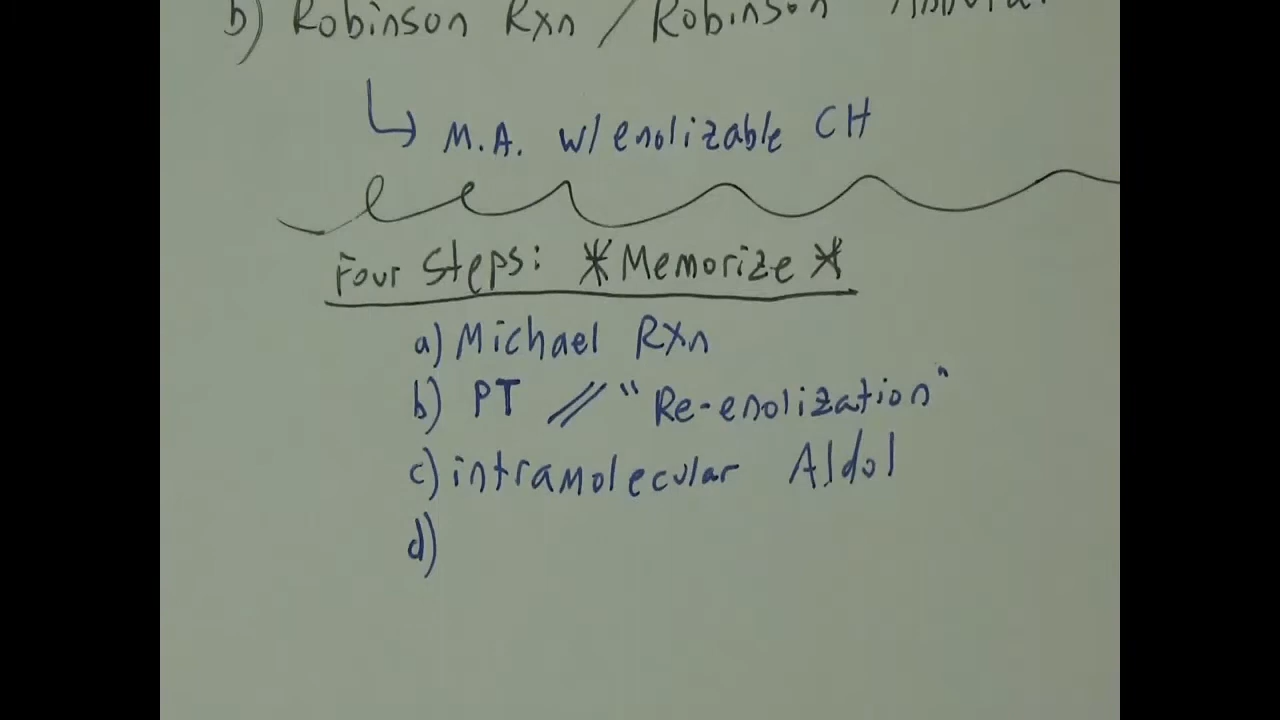 b) Robinson Rxn / Robinson
↳ M.A. w/ enolizable CH
Four Steps: *Memorize*
a) Michael Rxn
b) PT // "Re-enolization"
c) intramolecular Aldol
d)